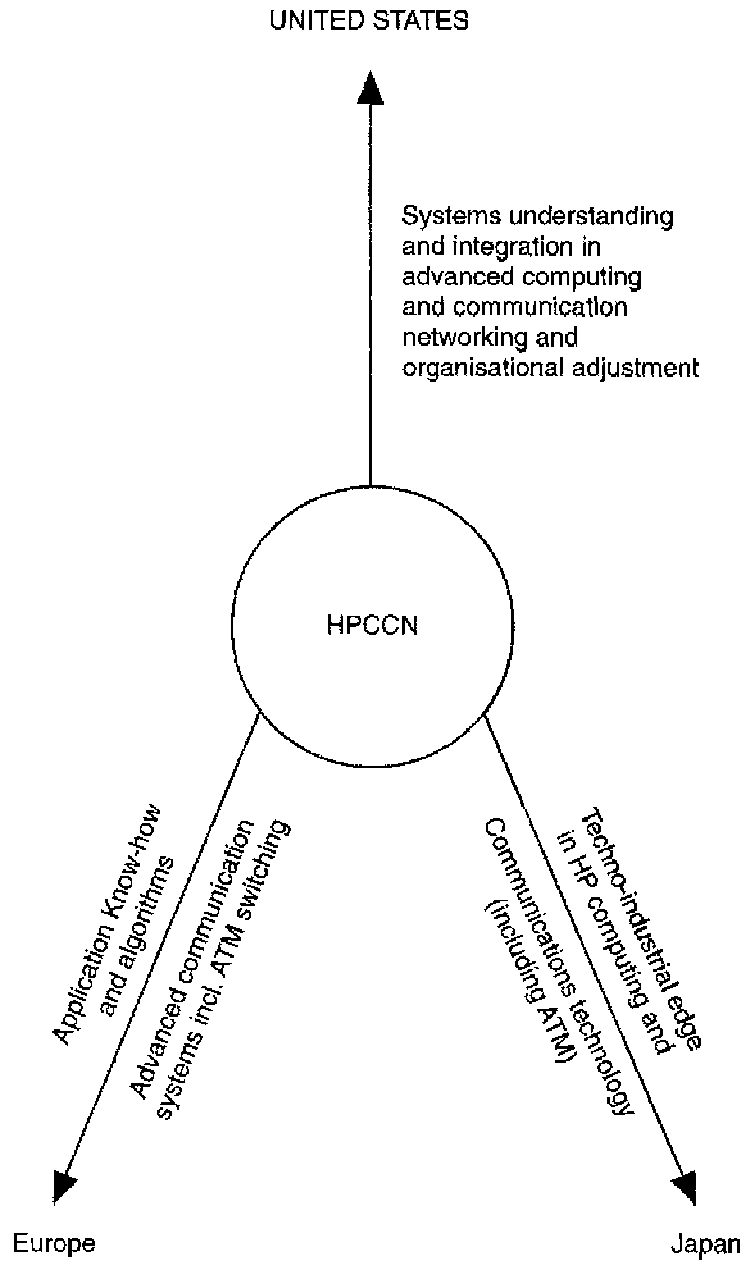 UNITED STATES
Systems understanding
and integration in
advanced computing
and communication
networking and
organisational adjustment
HPCCN
Application Know-how
and algorithms
Advanced communication
systems incl. ATM switching
Techno-industrial edge
in HP computing and
Communications technology
(including ATM)
Europe
Japan